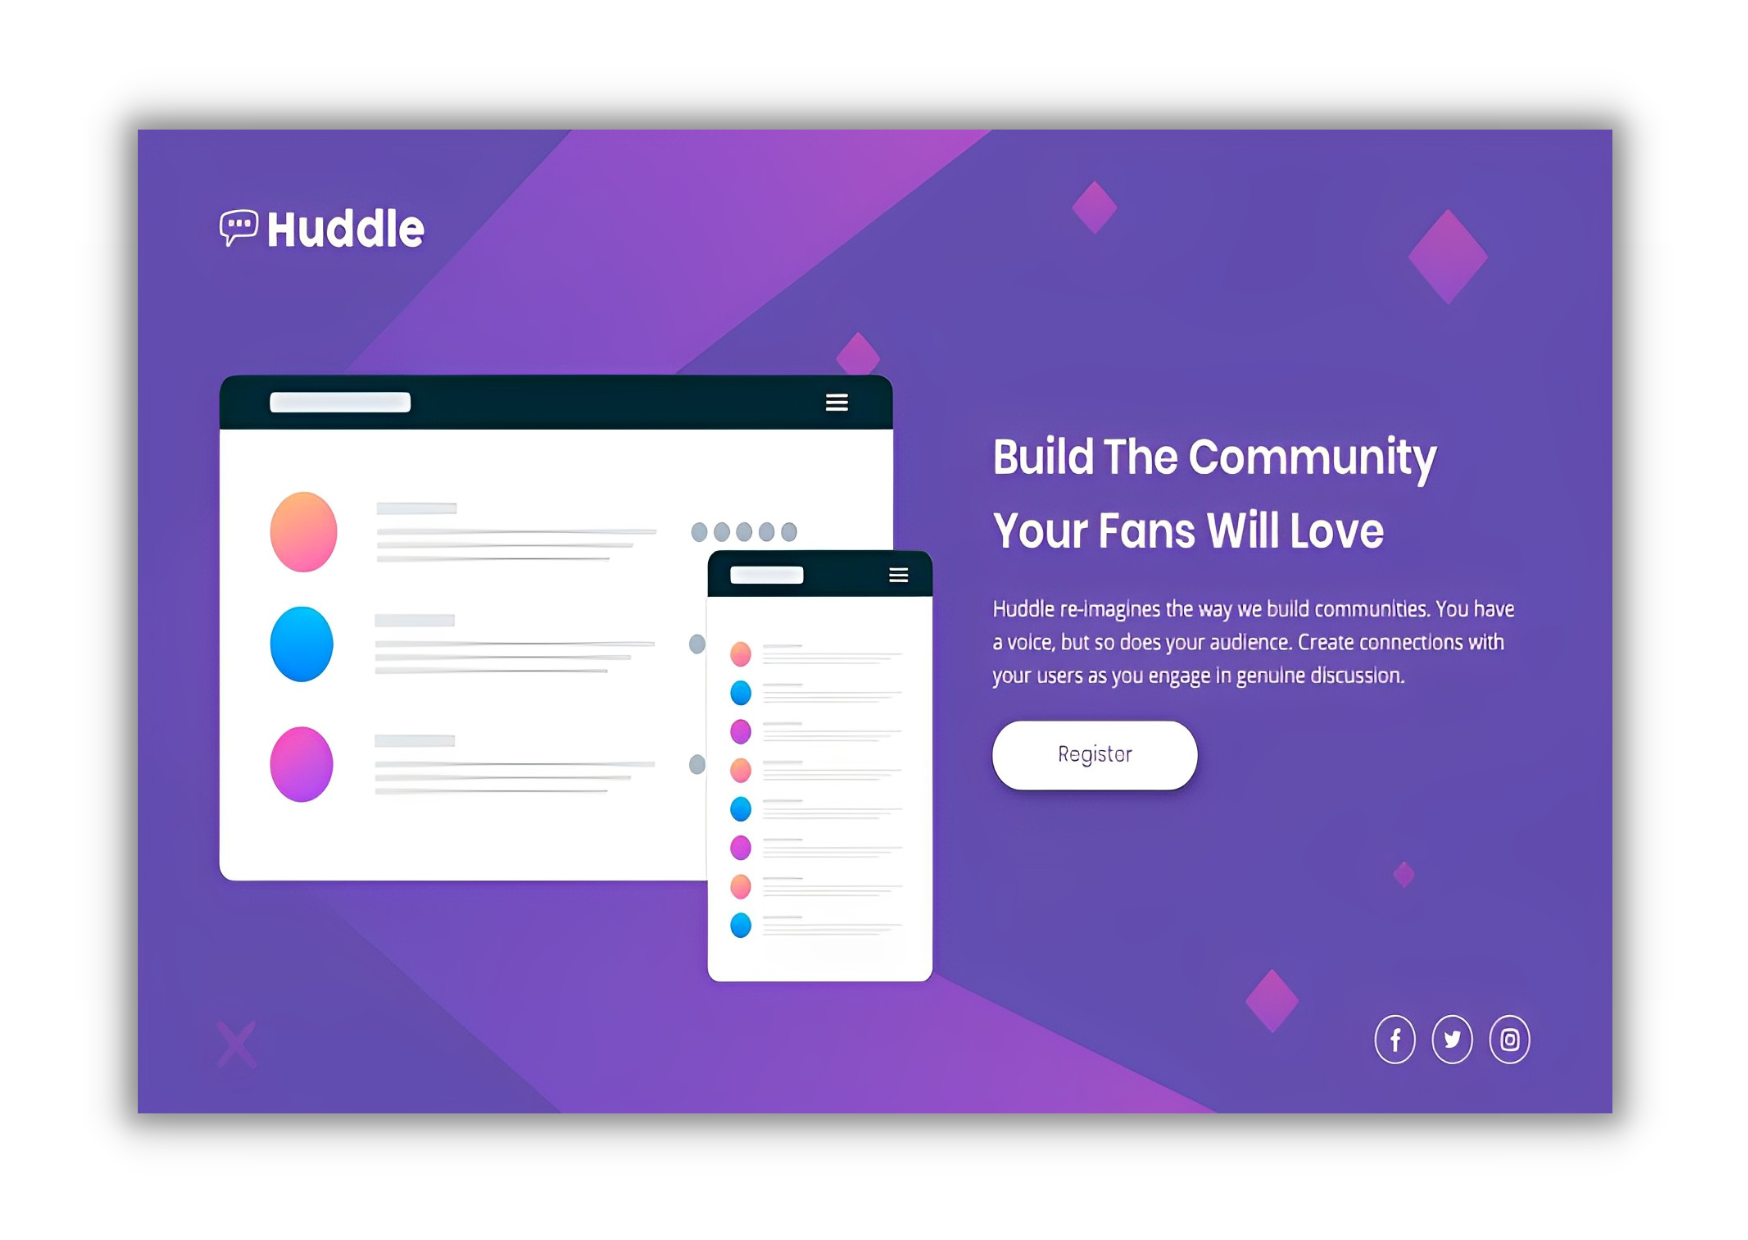 Huddle
Build The Community
Your Fans Will Love
Huddle re-imagines the way we build communities. You have
a voice, but so does your audience. Create connections with
your users as you engage in genuine discussion.
Register